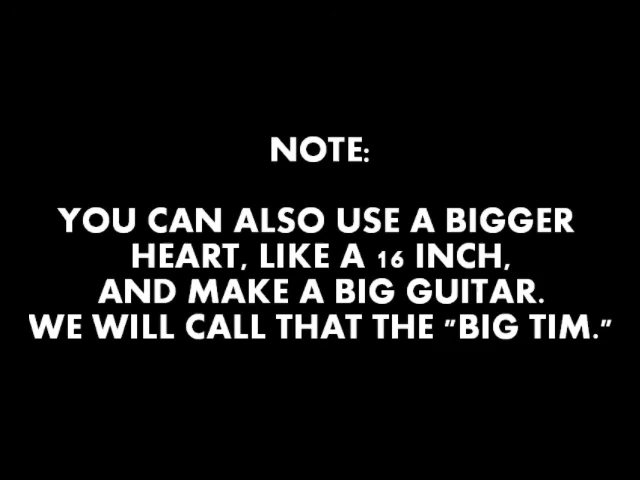 NOTE:
YOU CAN ALSO USE A BIGGER
HEART, LIKE A 16 INCH,
AND MAKE A BIG GUITAR.
WE WILL CALL THAT THE "BIG TIM."